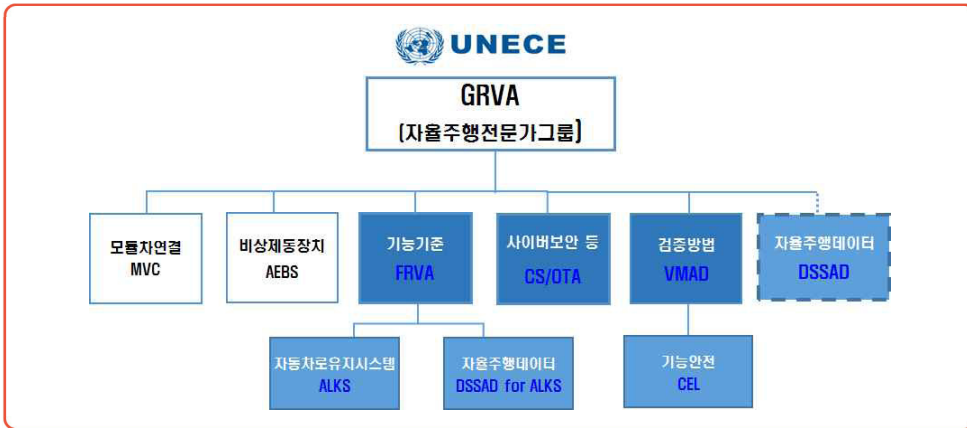 UNECE
GRVA
(자율주행전문가그룹)
모듈차연결
MVC
비상제동장치
AEBS
기능기준
FRVA
사이버보안 등
CS/OTA
검증방법
VMAD
자율주행데이터
DSSAD
자동차로유지시스템
ALKS
자율주행데이터
DSSAD for ALKS
기능안전
CEL